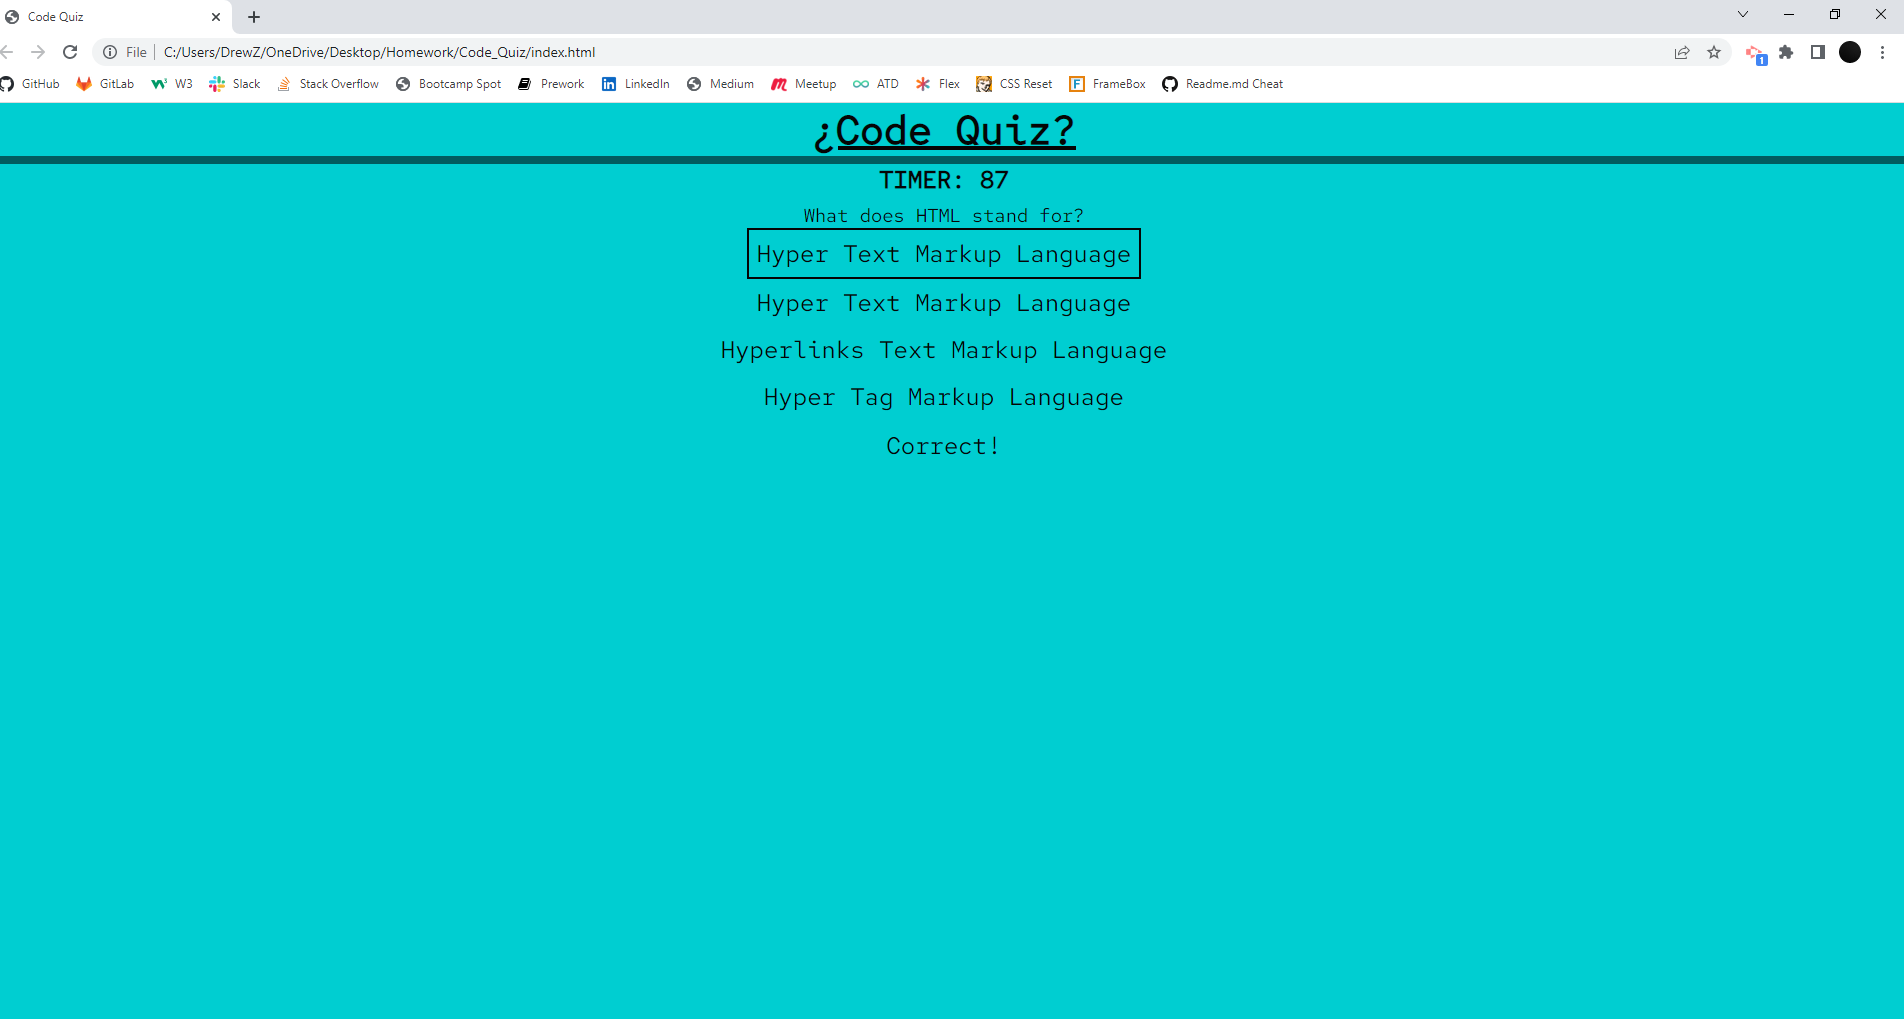 Code Quiz
File C:/Users/DrewZ/OneDrive/Desktop/Homework/Code_Quiz/index.html
1
GitHub GitLab W3 Slack Stack Overflow Bootcamp Spot Prework LinkedIn Medium Meetup ATD Flex CSS Reset FrameBox Readme.md Cheat
¿Code Quiz?
TIMER: 87
What does HTML stand for?
Hyper Text Markup Language
Hyper Text Markup Language
Hyperlinks Text Markup Language
Hyper Tag Markup Language
Correct!